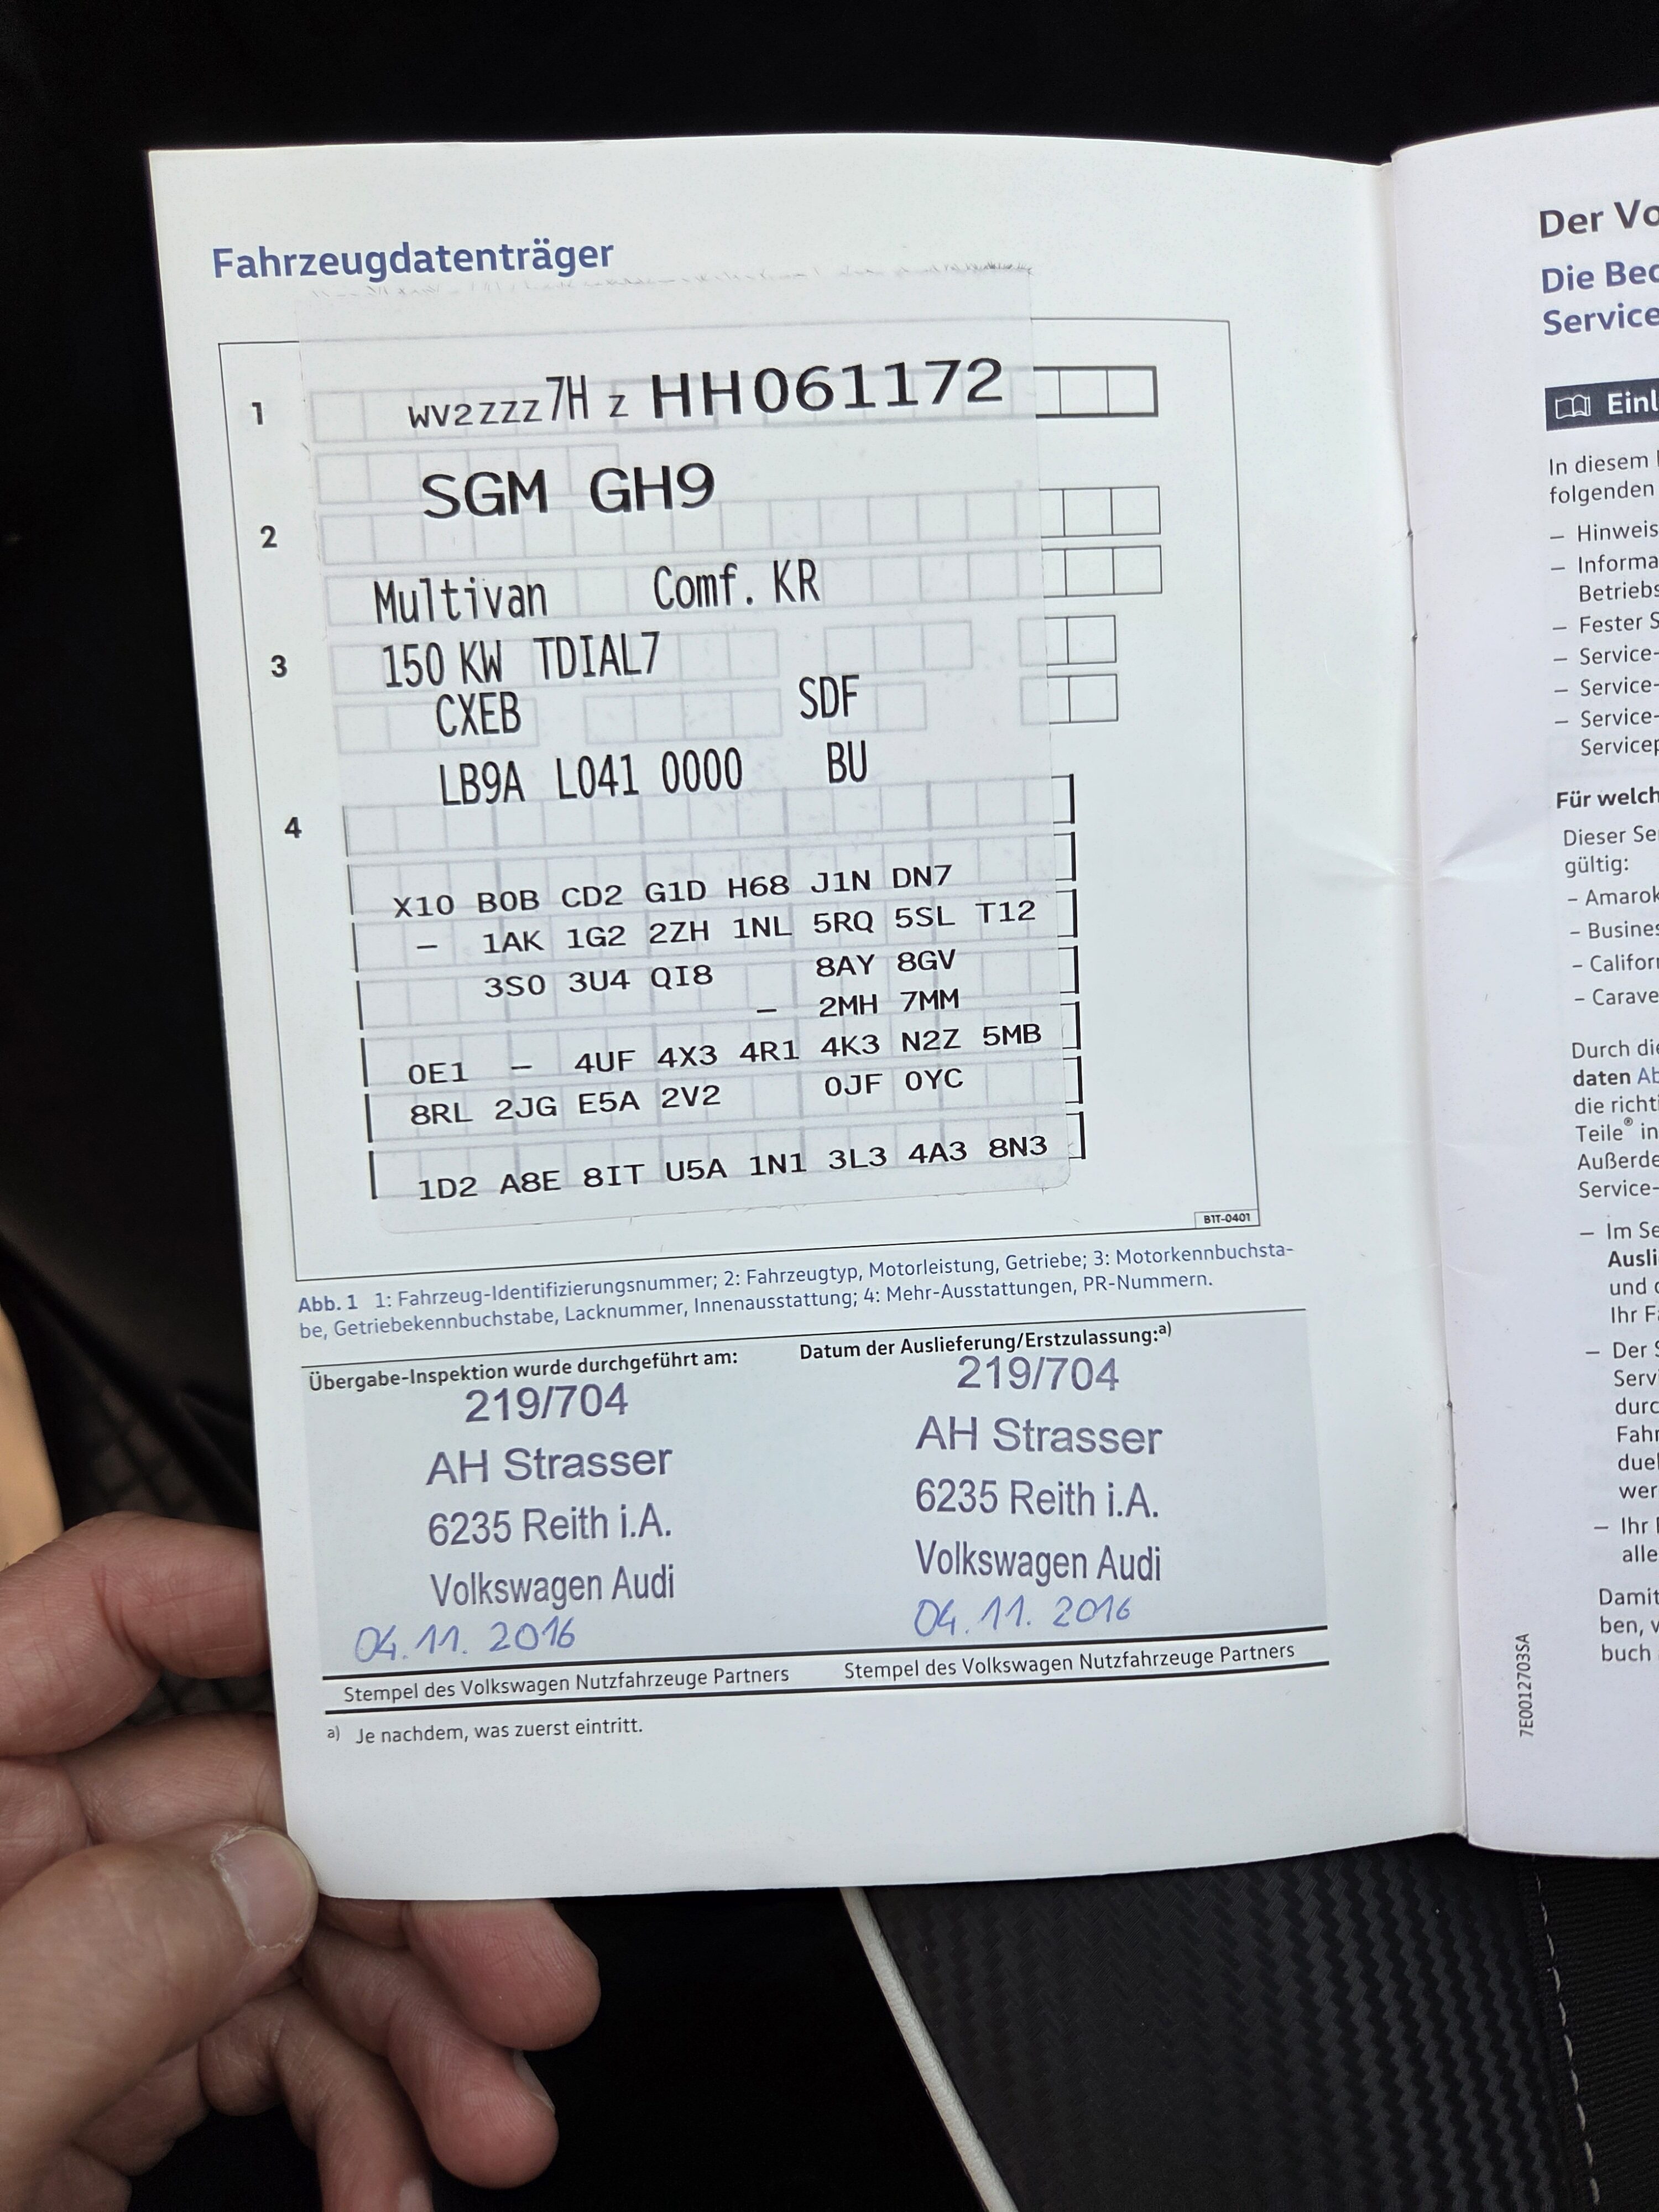 Fahrzeugdatenträger
1
WV2ZZZ7H Z HH061172
SGM GH9
2
Multivan Comf. KR
3
150 KW TDIAL7
CXEB SDF
LB9A L041 0000 BU
4
X10 B0B CD2 G1D H68 J1N DN7
– 1AK 1G2 2ZH 1NL 5RQ 5SL T12
3S0 3U4 QI8 8AY 8GV
– 2MH 7MM
0E1 – 4UF 4X3 4R1 4K3 N2Z 5MB
8RL 2JG E5A 2V2 0JF 0YC
1D2 A8E 8IT U5A 1N1 3L3 4A3 8N3
B1T-0401
Abb. 1 1: Fahrzeug-Identifizierungsnummer; 2: Fahrzeugtyp, Motorleistung, Getriebe; 3: Motorkennbuchsta-
be, Getriebekennbuchstabe, Lacknummer, Innenausstattung; 4: Mehr-Ausstattungen, PR-Nummern.
Übergabe-Inspektion wurde durchgeführt am:
219/704
AH Strasser
6235 Reith i.A.
Volkswagen Audi
04.11.2016
Stempel des Volkswagen Nutzfahrzeuge Partners
Datum der Auslieferung/Erstzulassung:a)
219/704
AH Strasser
6235 Reith i.A.
Volkswagen Audi
04.11.2016
Stempel des Volkswagen Nutzfahrzeuge Partners
a) Je nachdem, was zuerst eintritt.
Der Vo
Die Bed
Service
Einl
In diesem
folgenden
– Hinweis
– Informa
Betriebs
– Fester S
– Service-
– Service-
– Service-
Servicep
Für welch
Dieser Ser
gültig:
– Amarok
– Busines
– Califor
– Carave
Durch die
daten Ab
die richti
Teile® in
Außerde
Service-
– Im Se
Ausli
und d
Ihr Fa
– Der S
Servi
durc
Fahr
duel
wer
– Ihr
alle
Damit
ben, v
buch
7E0012703SA